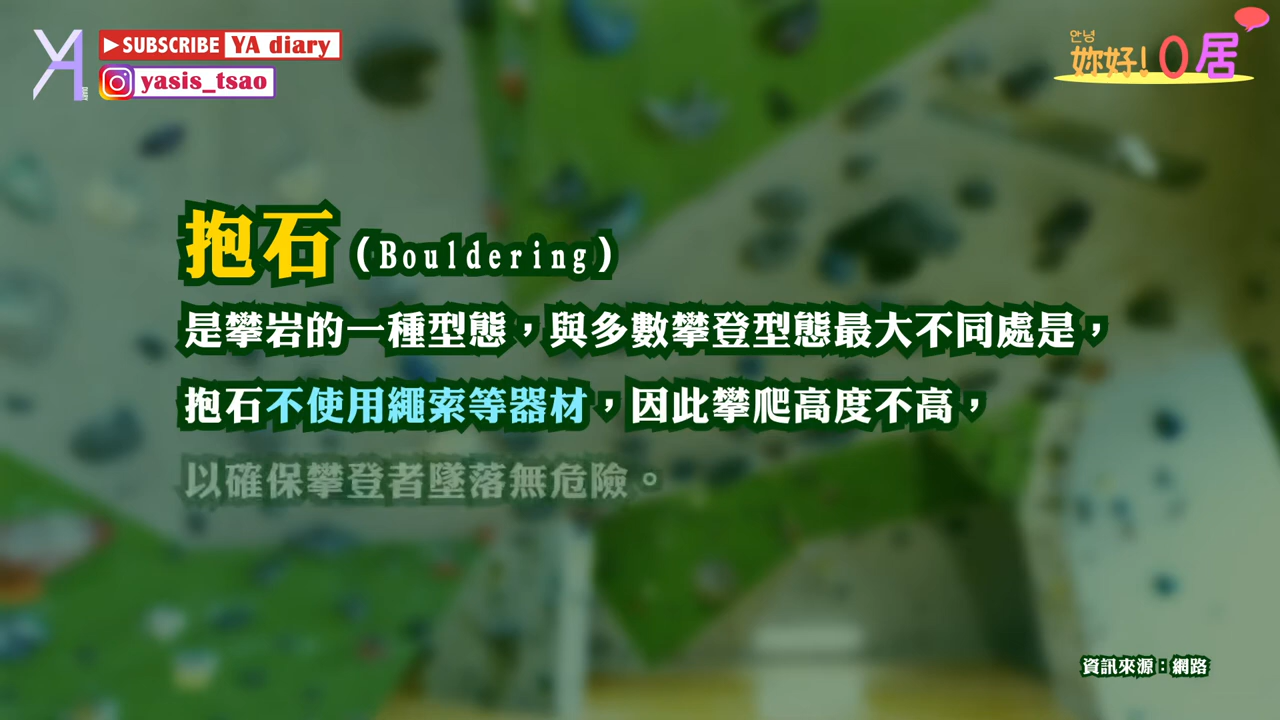 YA
DIARY
SUBSCRIBE YA diary
yasis_tsao
안녕
妳好!0居
抱石(Bouldering)
是攀岩的一種型態,與多數攀登型態最大不同處是,
抱石不使用繩索等器材,因此攀爬高度不高,
以確保攀登者墜落無危險。
資訊來源:網路